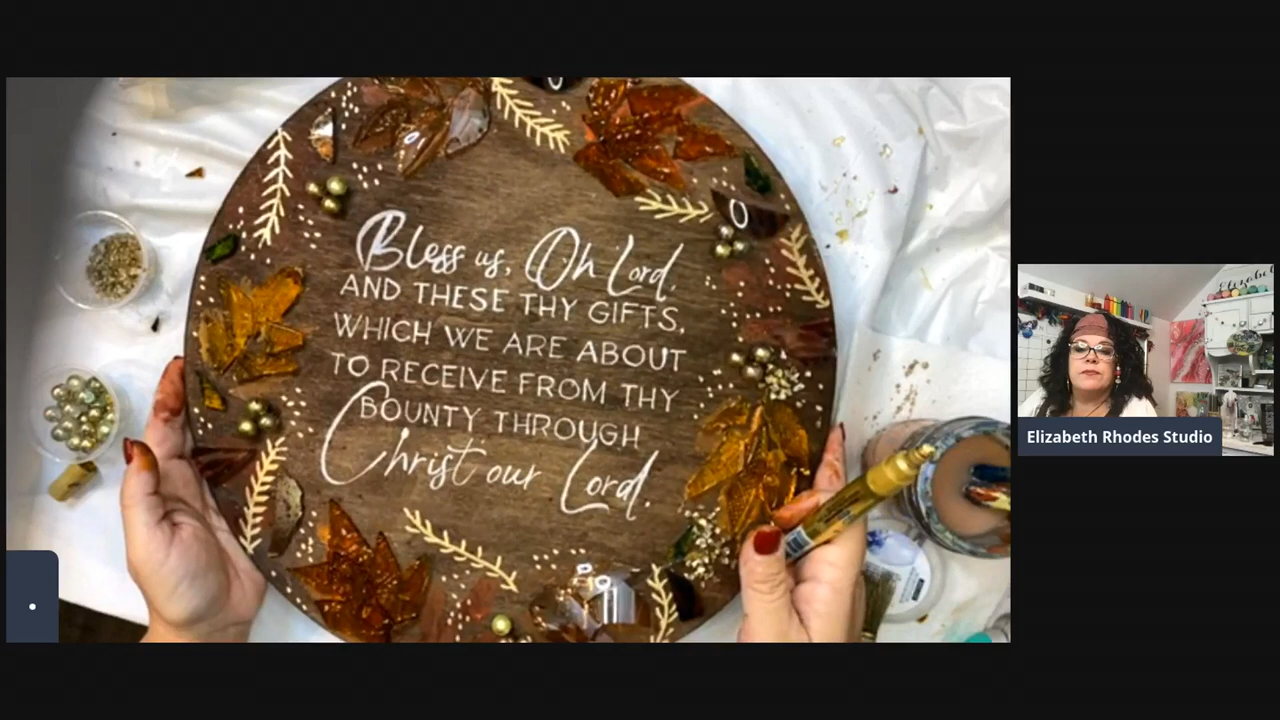 Bless us, Oh Lord,
AND THESE THY GIFTS,
WHICH WE ARE ABOUT
TO RECEIVE FROM THY
BOUNTY THROUGH
Christ our Lord.
Elizabeth Rhodes Studio